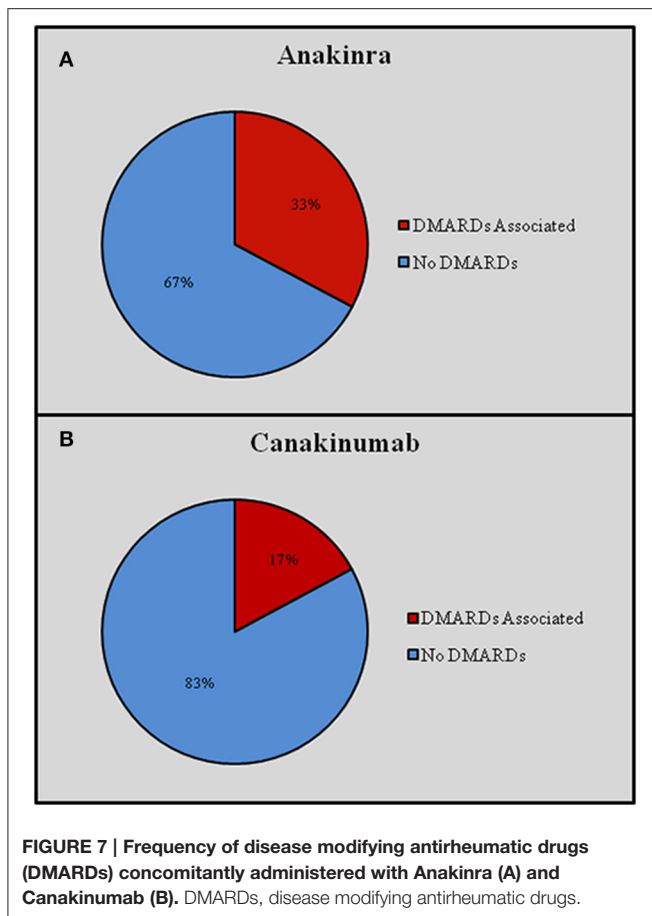 A
Anakinra
33%
DMARDs Associated
67%
No DMARDs
B
Canakinumab
17%
DMARDs Associated
No DMARDs
83%
FIGURE 7 | Frequency of disease modifying antirheumatic drugs
(DMARDs) concomitantly administered with Anakinra (A) and
Canakinumab (B). DMARDs, disease modifying antirheumatic drugs.